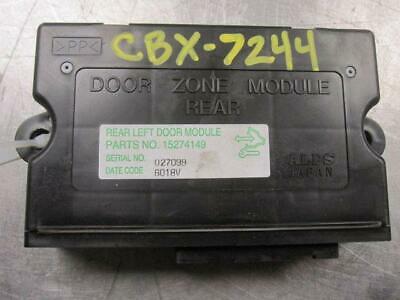 >PP<
CBX-7244
DOOR ZONE MODULE
REAR
REAR LEFT DOOR MODULE
PARTS NO. 15274149
SERIAL NO. 027099
DATE CODE 6018V
ALPS
JAPAN